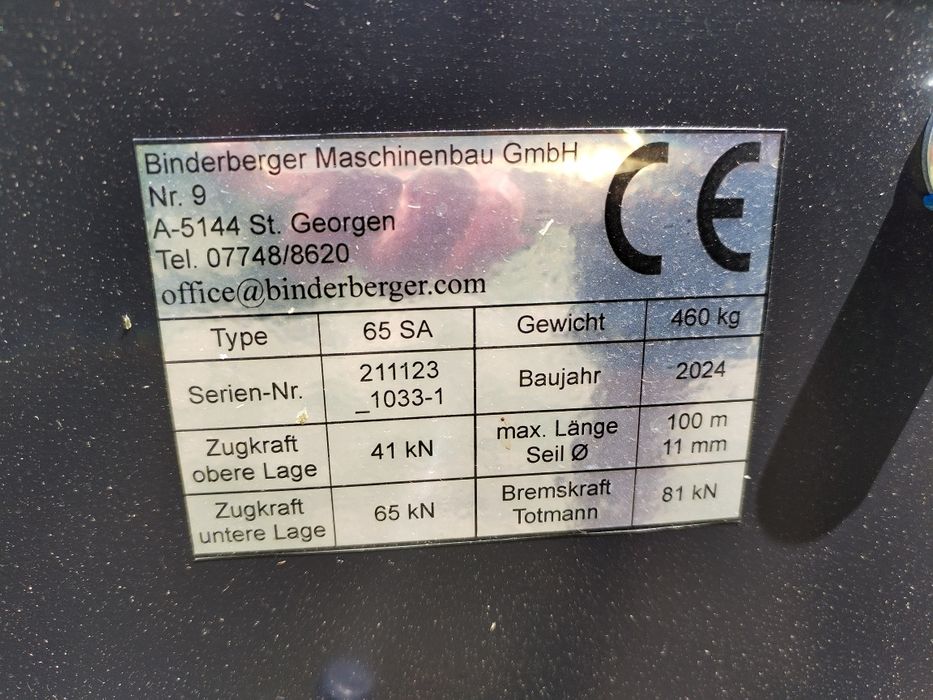 Binderberger Maschinenbau GmbH
Nr. 9
A-5144 St. Georgen
Tel. 07748/8620
office@binderberger.com
CE
Type 65 SA Gewicht 460 kg
Serien-Nr. 211123
_1033-1 Baujahr 2024
Zugkraft
obere Lage 41 kN max. Länge
Seil Ø 100 m
11 mm
Zugkraft
untere Lage 65 kN Bremskraft
Totmann 81 kN